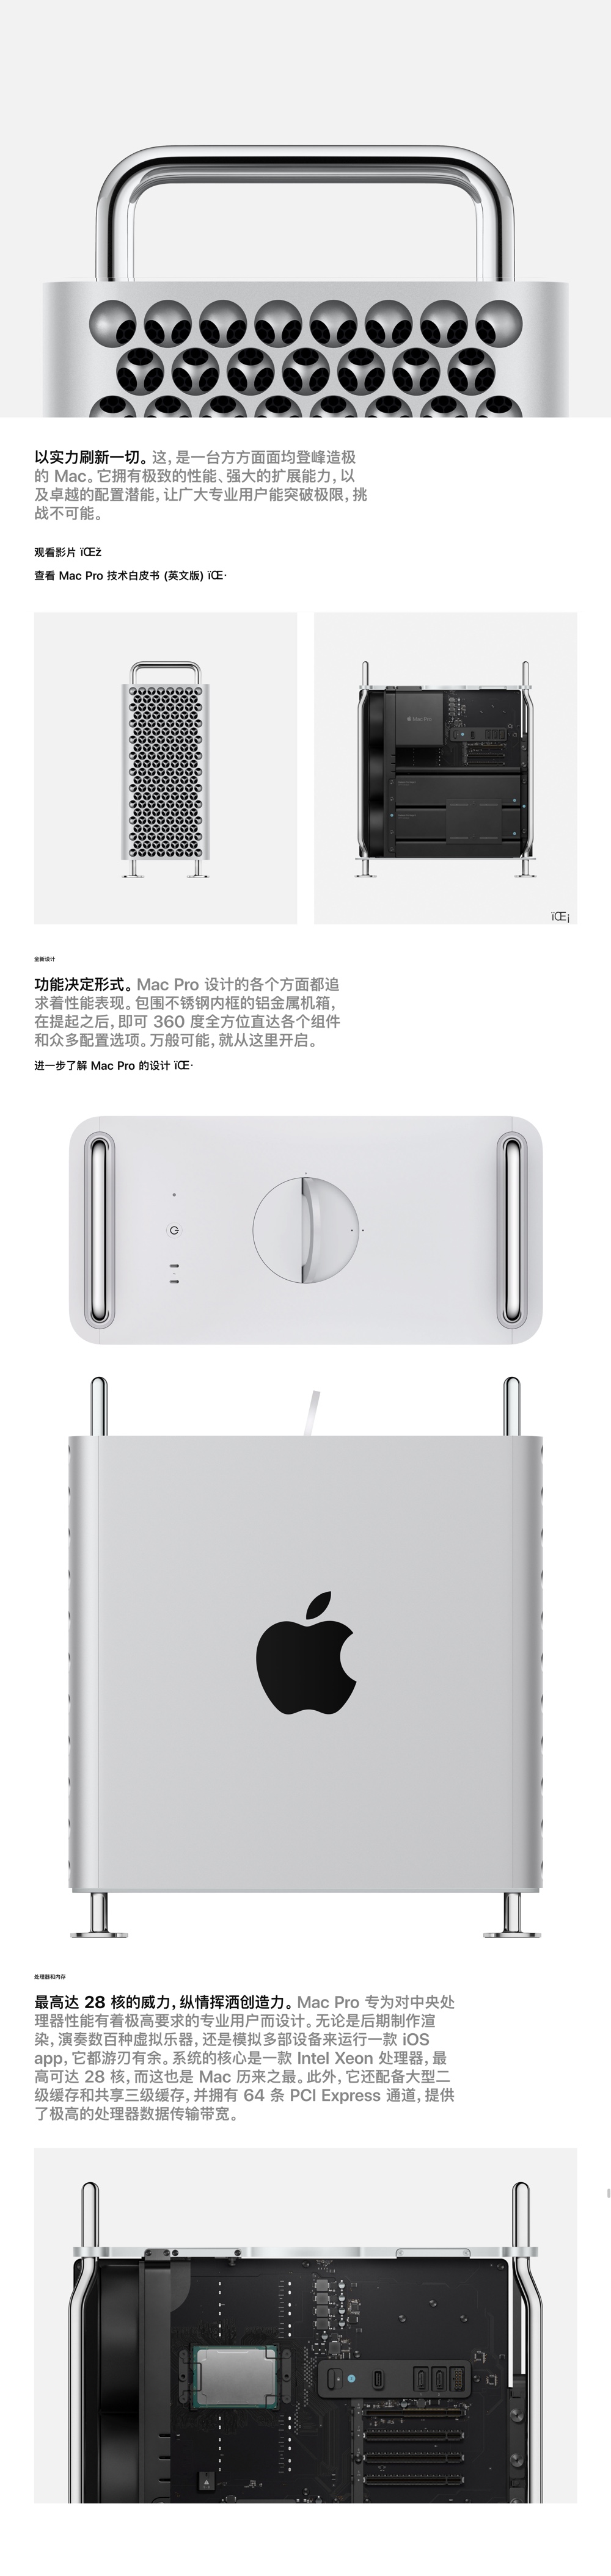 以实力刷新一切。这，是一台方方面面均登峰造极
的 Mac。它拥有极致的性能、强大的扩展能力，以
及卓越的配置潜能，让广大专业用户能突破极限，挑
战不可能。
观看影片 ïŒž
查看 Mac Pro 技术白皮书 (英文版) ïŒ·
Mac Pro
ïŒ¡
全新设计
功能决定形式。Mac Pro 设计的各个方面都追
求着性能表现。包围不锈钢内框的铝金属机箱，
在提起之后，即可 360 度全方位直达各个组件
和众多配置选项。万般可能，就从这里开启。
进一步了解 Mac Pro 的设计 ïŒ·
处理器和内存
最高达 28 核的威力，纵情挥洒创造力。Mac Pro 专为对中央处
理器性能有着极高要求的专业用户而设计。无论是后期制作渲
染，演奏数百种虚拟乐器，还是模拟多部设备来运行一款 iOS
app，它都游刃有余。系统的核心是一款 Intel Xeon 处理器，最
高可达 28 核，而这也是 Mac 历来之最。此外，它还配备大型二
级缓存和共享三级缓存，并拥有 64 条 PCI Express 通道，提供
了极高的处理器数据传输带宽。